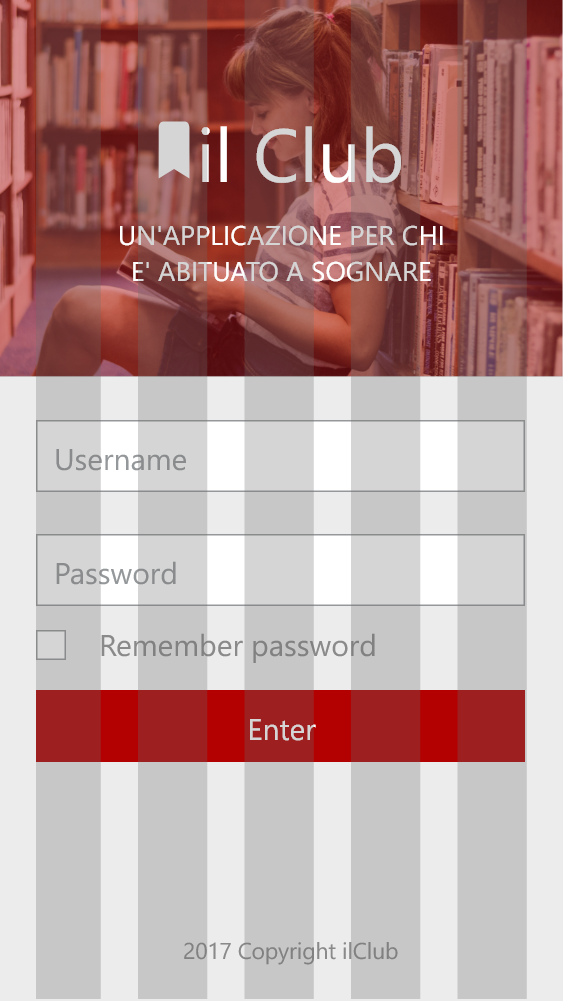 il Club
UN'APPLICAZIONE PER CHI
E' ABITUATO A SOGNARE
Username
Password
Remember password
Enter
2017 Copyright ilClub